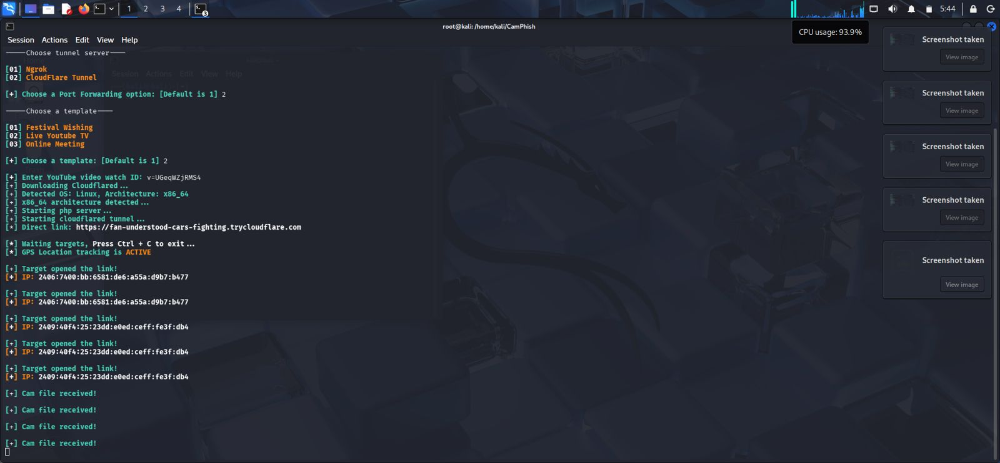 1 2 3 4
3
5:44
root@kali: /home/kali/CamPhish
CPU usage: 93.9%
Session Actions Edit View Help
Choose tunnel server
[01] Ngrok
[02] CloudFlare Tunnel
[+] Choose a Port Forwarding option: [Default is 1] 2
Choose a template
[01] Festival Wishing
[02] Live Youtube TV
[03] Online Meeting
[+] Choose a template: [Default is 1] 2
[+] Enter YouTube video watch ID: v=UGeqWZjRMS4
[+] Downloading Cloudflared...
[+] Detected OS: Linux, Architecture: x86_64
[+] x86_64 architecture detected...
[+] Starting php server...
[+] Starting cloudflared tunnel...
[*] Direct link: https://fan-understood-cars-fighting.trycloudflare.com
[*] Waiting targets, Press Ctrl + C to exit...
[*] GPS Location tracking is ACTIVE
[+] Target opened the link!
[+] IP: 2406:7400:bb:6581:de6:a55a:d9b7:b477
[+] Target opened the link!
[+] IP: 2406:7400:bb:6581:de6:a55a:d9b7:b477
[+] Target opened the link!
[+] IP: 2409:40f4:25:23dd:e0ed:ceff:fe3f:db4
[+] Target opened the link!
[+] IP: 2409:40f4:25:23dd:e0ed:ceff:fe3f:db4
[+] Target opened the link!
[+] IP: 2409:40f4:25:23dd:e0ed:ceff:fe3f:db4
[+] Cam file received!
[+] Cam file received!
[+] Cam file received!
[+] Cam file received!
Session Actions Edit View Help
Screenshot taken
View image
Screenshot taken
View image
Screenshot taken
View image
Screenshot taken
View image
Screenshot taken
View image